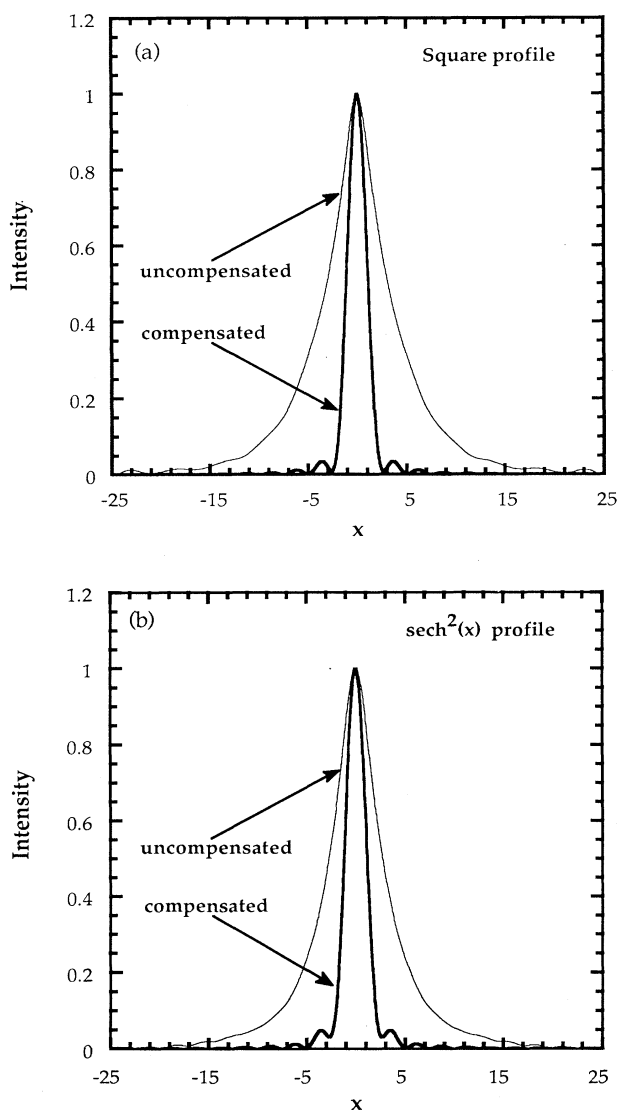 1.2
(a)
Square profile
1
0.8
0.6
0.4
0.2
0
Intensity
uncompensated
compensated
-25 -15 -5 5 15 25
x
1.2
(b)
sech²(x) profile
1
0.8
0.6
0.4
0.2
0
Intensity
uncompensated
compensated
-25 -15 -5 5 15 25
x